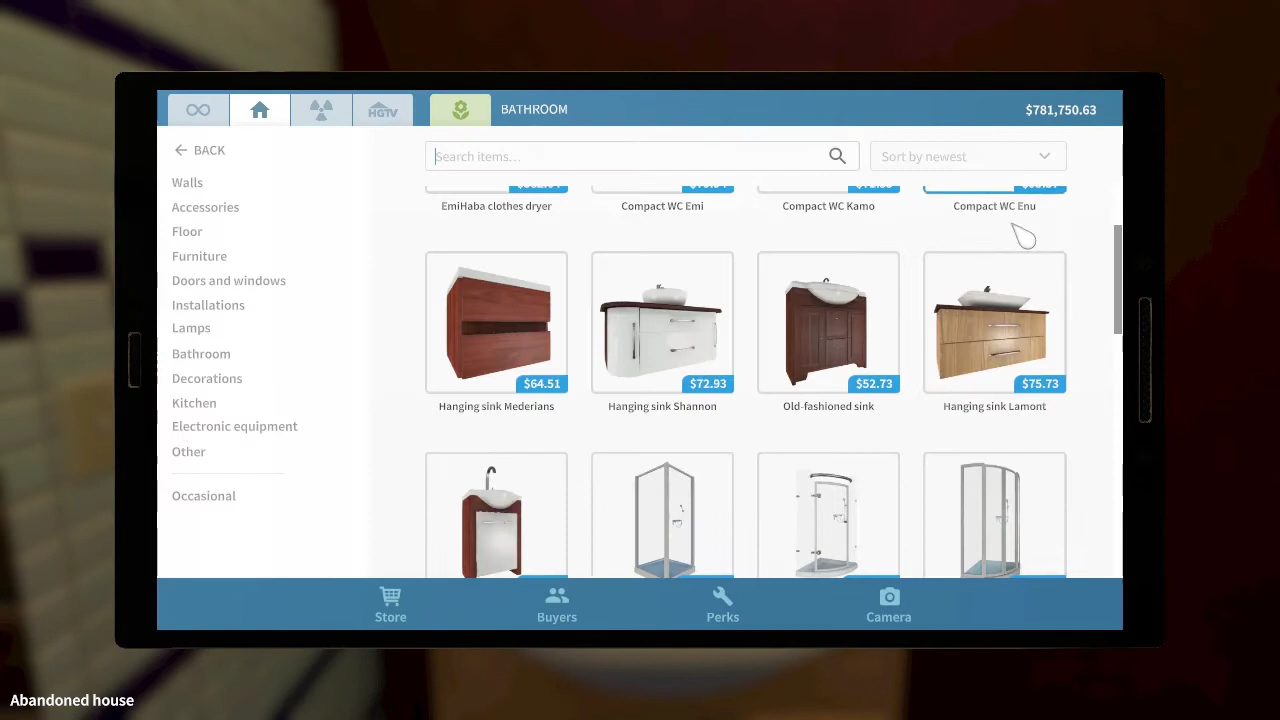 HGTV
BATHROOM
$781,750.63
BACK
Search items...
Sort by newest
Walls
Accessories
Floor
Furniture
Doors and windows
Installations
Lamps
Bathroom
Decorations
Kitchen
Electronic equipment
Other
Occasional
EmiHaba clothes dryer
Compact WC Emi
Compact WC Kamo
Compact WC Enu
$64.51
$72.93
$52.73
$75.73
Hanging sink Mederians
Hanging sink Shannon
Old-fashioned sink
Hanging sink Lamont
Store
Buyers
Perks
Camera
Abandoned house